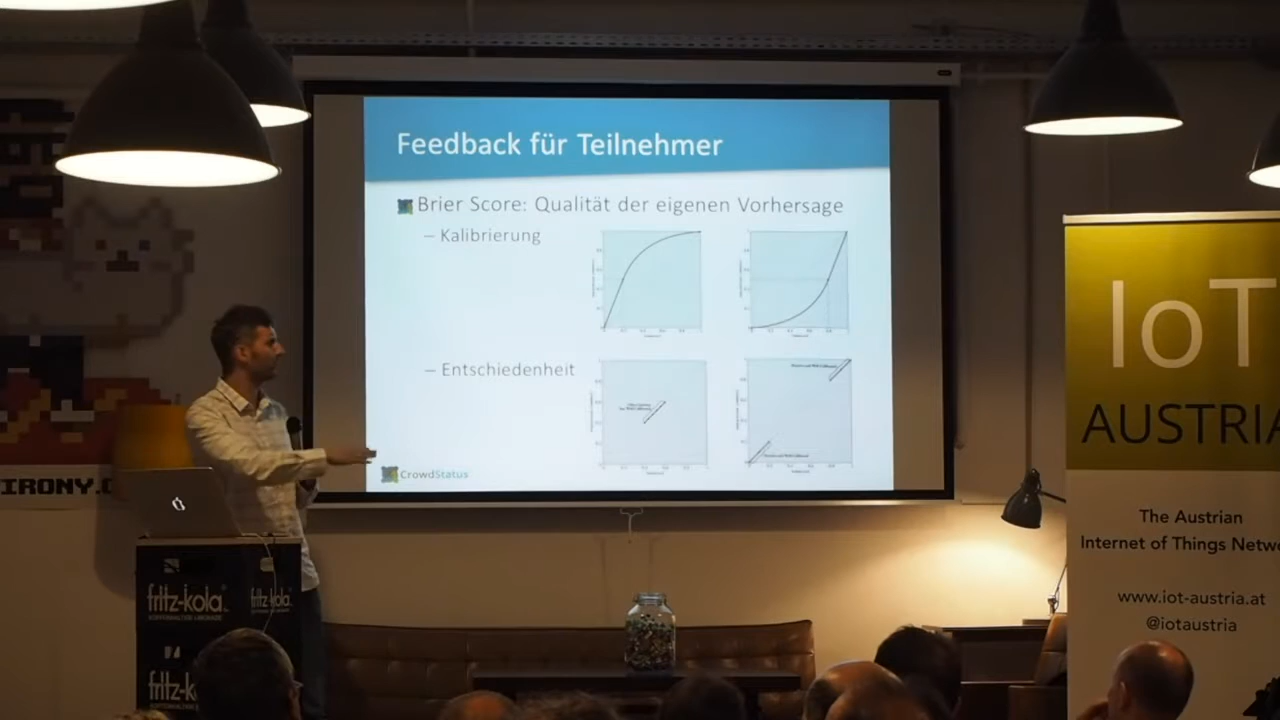 Feedback für Teilnehmer
Brier Score: Qualität der eigenen Vorhersage
– Kalibrierung
– Entschiedenheit
CrowdStatus
IRONY.C
fritz-kola
fritz-kola
fritz-k
IoT
AUSTRIA
The Austrian
Internet of Things Netw
www.iot-austria.at
@iotaustria